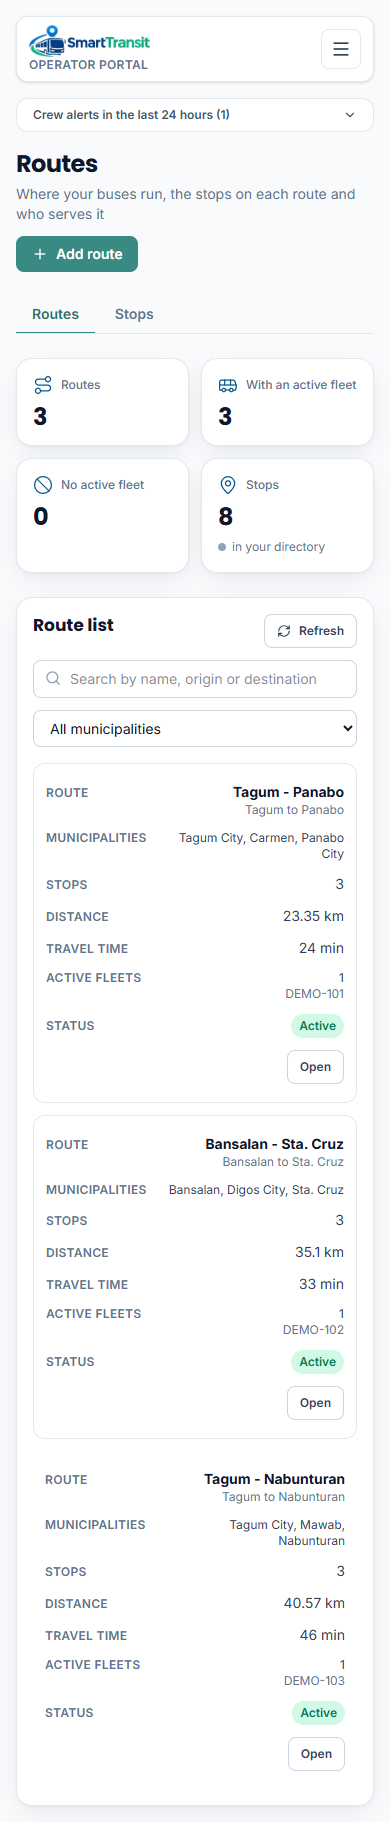 SmartTransit
OPERATOR PORTAL
Crew alerts in the last 24 hours (1)
Routes
Where your buses run, the stops on each route and
who serves it
Add route
Routes
Stops
Routes
3
With an active fleet
3
No active fleet
0
Stops
8
in your directory
Route list
Refresh
Search by name, origin or destination
All municipalities
ROUTE
Tagum - Panabo
Tagum to Panabo
MUNICIPALITIES
Tagum City, Carmen, Panabo
City
STOPS
3
DISTANCE
23.35 km
TRAVEL TIME
24 min
ACTIVE FLEETS
1
DEMO-101
STATUS
Active
Open
ROUTE
Bansalan - Sta. Cruz
Bansalan to Sta. Cruz
MUNICIPALITIES
Bansalan, Digos City, Sta. Cruz
STOPS
3
DISTANCE
35.1 km
TRAVEL TIME
33 min
ACTIVE FLEETS
1
DEMO-102
STATUS
Active
Open
ROUTE
Tagum - Nabunturan
Tagum to Nabunturan
MUNICIPALITIES
Tagum City, Mawab,
Nabunturan
STOPS
3
DISTANCE
40.57 km
TRAVEL TIME
46 min
ACTIVE FLEETS
1
DEMO-103
STATUS
Active
Open